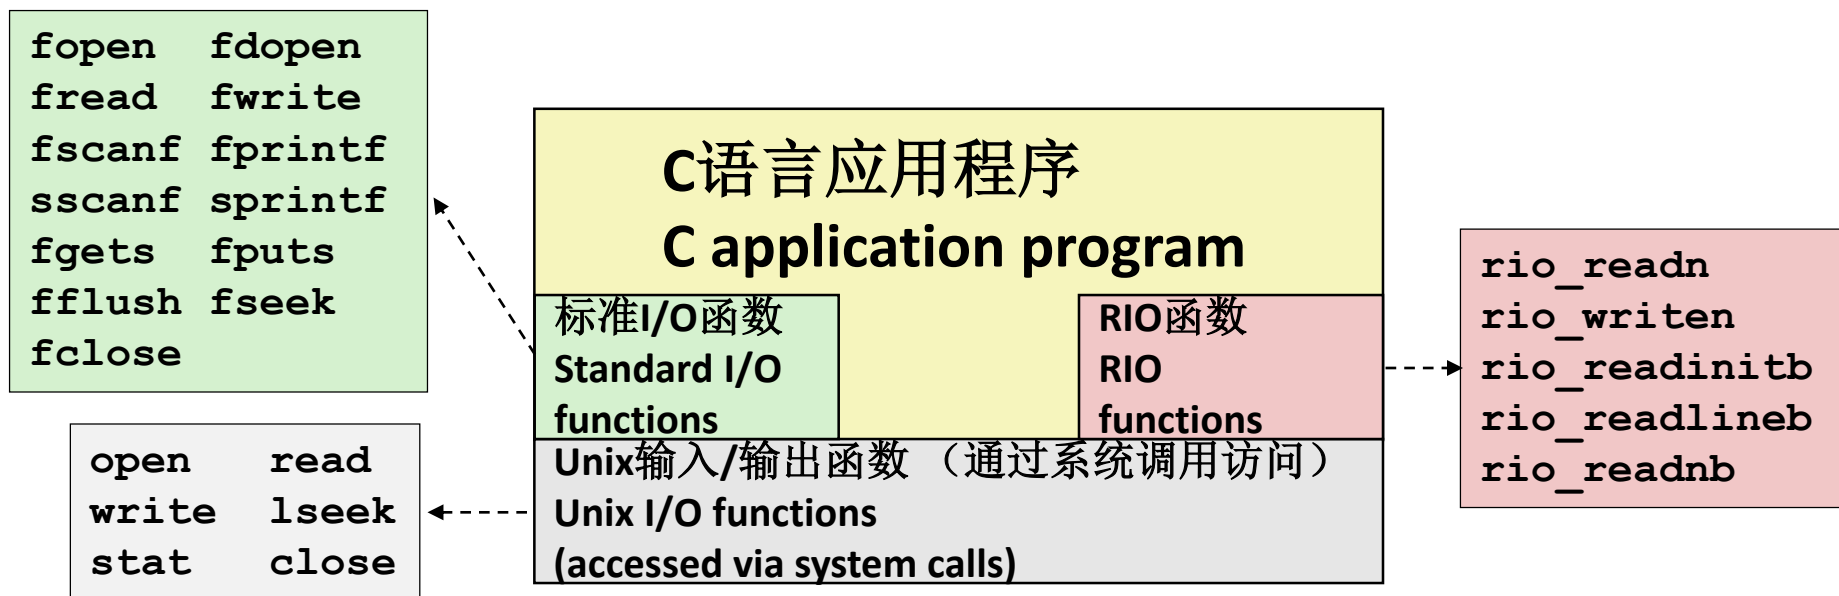 fopen fdopen
fread fwrite
fscanf fprintf
sscanf sprintf
fgets fputs
fflush fseek
fclose
C语言应用程序
C application program
标准I/O函数
Standard I/O
functions
RIO函数
RIO
functions
rio_readn
rio_writen
rio_readinitb
rio_readlineb
rio_readnb
open read
write lseek
stat close
Unix输入/输出函数 （通过系统调用访问）
Unix I/O functions
(accessed via system calls)